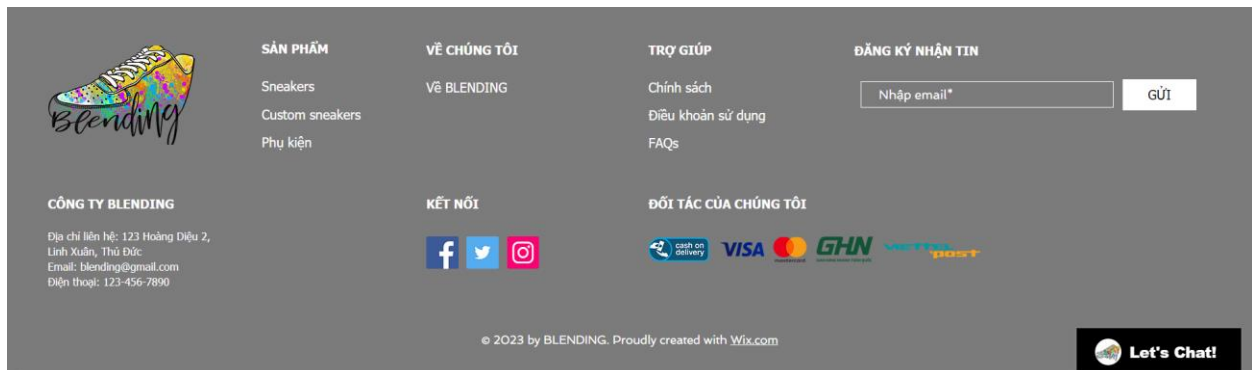 Blending
SẢN PHẨM
Sneakers
Custom sneakers
Phụ kiện
VỀ CHÚNG TÔI
Về BLENDING
TRỢ GIÚP
Chính sách
Điều khoản sử dụng
FAQs
ĐĂNG KÝ NHẬN TIN
Nhập email*
GỬI
CÔNG TY BLENDING
Địa chỉ liên hệ: 123 Hoàng Diệu 2,
Linh Xuân, Thủ Đức
Email: blending@gmail.com
Điện thoại: 123-456-7890
KẾT NỐI
ĐỐI TÁC CỦA CHÚNG TÔI
cash on
delivery
VISA
GHN
VIETTEL
post
© 2023 by BLENDING. Proudly created with Wix.com
Let's Chat!